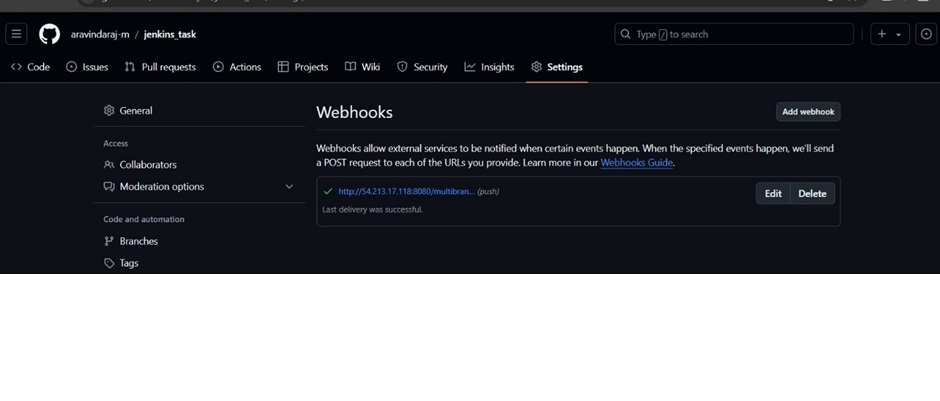 aravindaraj-m / jenkins_task
Type / to search
Code Issues Pull requests Actions Projects Wiki Security Insights Settings
General
Access
Collaborators
Moderation options
Code and automation
Branches
Tags
Webhooks
Add webhook
Webhooks allow external services to be notified when certain events happen. When the specified events happen, we'll send
a POST request to each of the URLs you provide. Learn more in our Webhooks Guide.
http://54.213.17.118:8080/multibran... (push)
Edit Delete
Last delivery was successful.